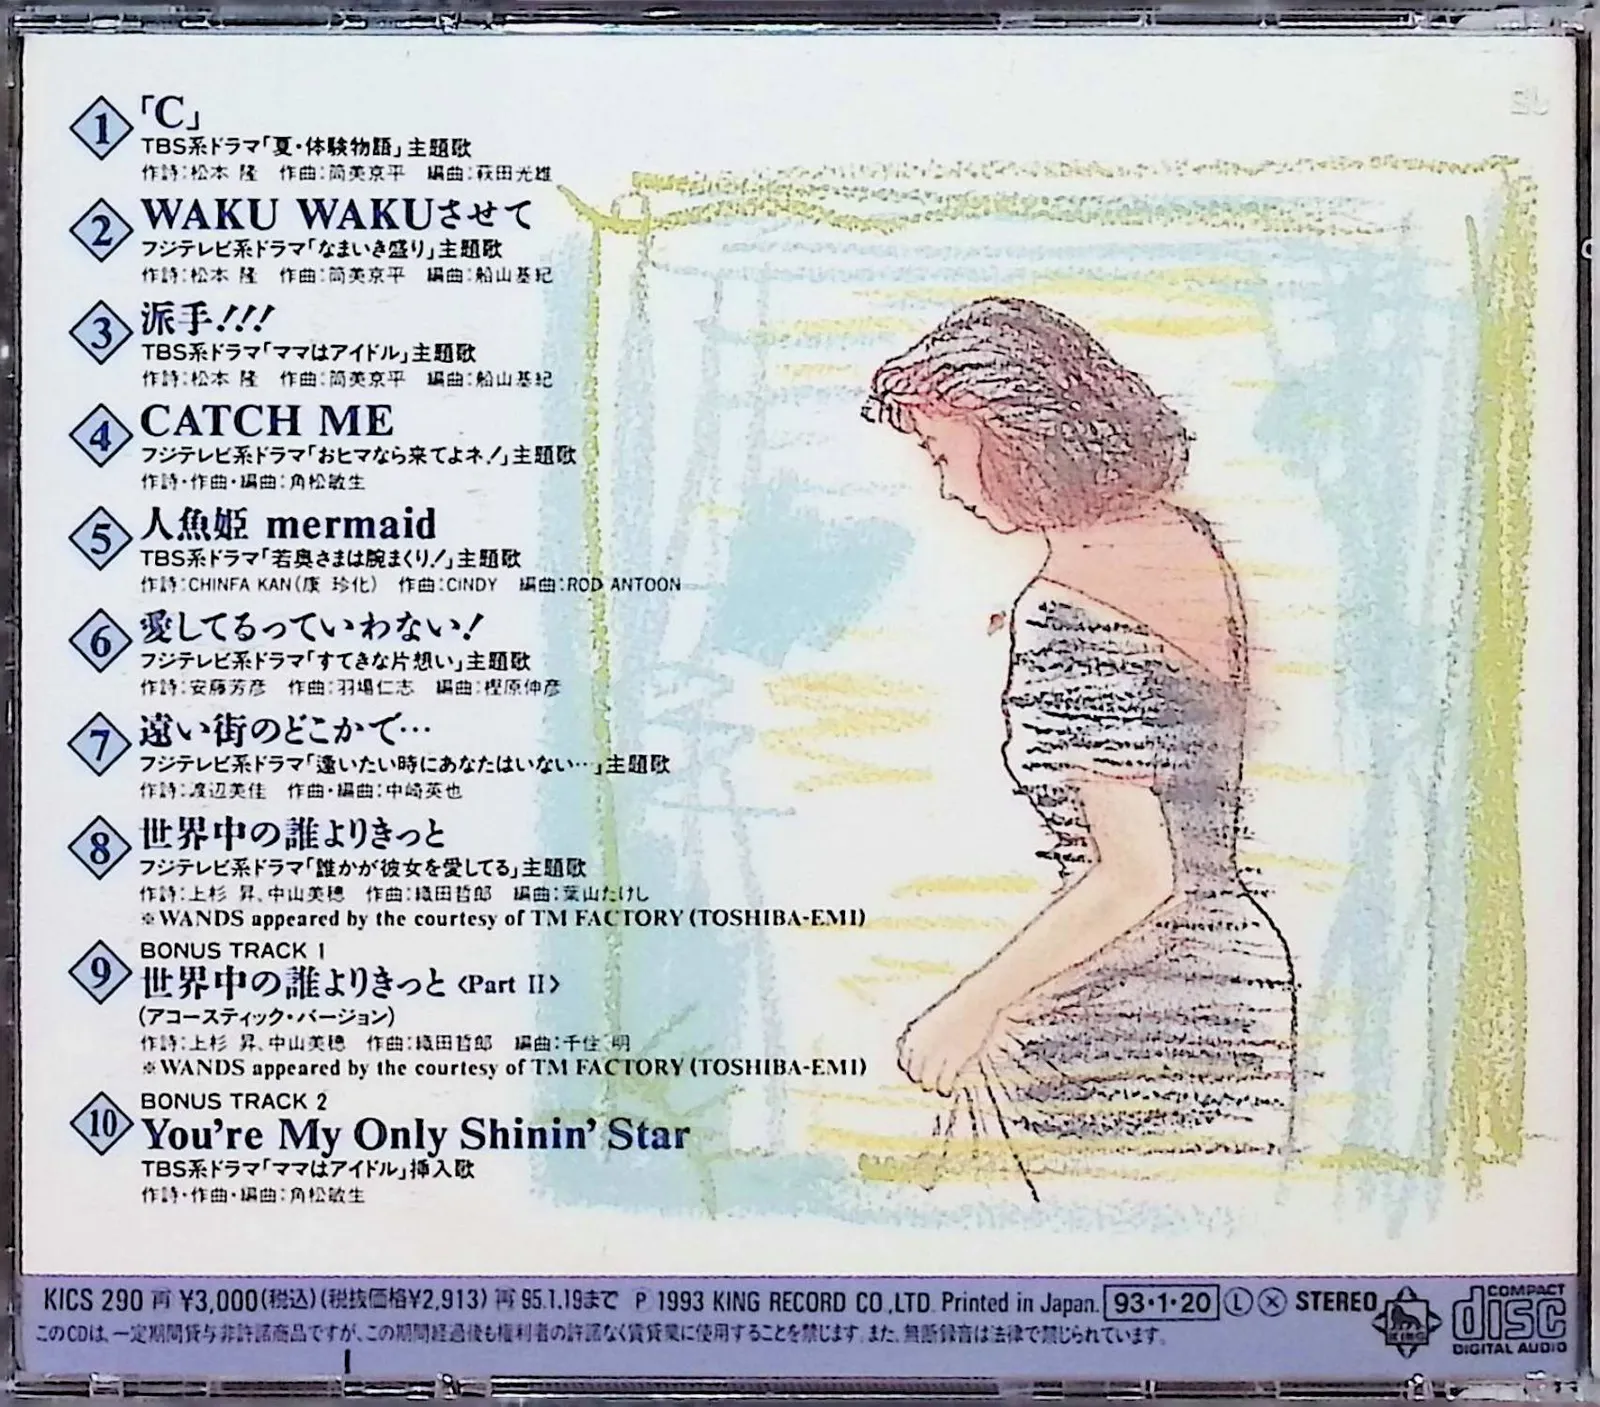 1 「C」
TBS系ドラマ「夏・体験物語」主題歌
作詩:松本 隆 作曲:筒美京平 編曲:萩田光雄
2 WAKU WAKUさせて
フジテレビ系ドラマ「なまいき盛り」主題歌
作詩:松本 隆 作曲:筒美京平 編曲:船山基紀
3 派手!!!
TBS系ドラマ「ママはアイドル」主題歌
作詩:松本 隆 作曲:筒美京平 編曲:船山基紀
4 CATCH ME
フジテレビ系ドラマ「おヒマなら来てよネ!」主題歌
作詩・作曲・編曲:角松敏生
5 人魚姫 mermaid
TBS系ドラマ「若奥さまは腕まくり!」主題歌
作詩:CHINFA KAN(康 珍化) 作曲:CINDY 編曲:ROD ANTOON
6 愛してるっていわない!
フジテレビ系ドラマ「すてきな片想い」主題歌
作詩:安藤芳彦 作曲:羽場仁志 編曲:樫原伸彦
7 遠い街のどこかで…
フジテレビ系ドラマ「逢いたい時にあなたはいない…」主題歌
作詩:渡辺美佳 作曲・編曲:中崎英也
8 世界中の誰よりきっと
フジテレビ系ドラマ「誰かが彼女を愛してる」主題歌
作詩:上杉 昇、中山美穂 作曲:織田哲郎 編曲:葉山たけし
※WANDS appeared by the courtesy of TM FACTORY (TOSHIBA-EMI)
BONUS TRACK 1
9 世界中の誰よりきっと〈Part II〉
(アコースティック・バージョン)
作詩:上杉 昇、中山美穂 作曲:織田哲郎 編曲:千住 明
※WANDS appeared by the courtesy of TM FACTORY (TOSHIBA-EMI)
BONUS TRACK 2
10 You're My Only Shinin' Star
TBS系ドラマ「ママはアイドル」挿入歌
作詩・作曲・編曲:角松敏生
KICS 290 再 ¥3,000(税込)(税抜価格¥2,913) 再 95.1.19まで Ⓟ 1993 KING RECORD CO.,LTD. Printed in Japan. 93・1・20 Ⓛ Ⓧ STEREO KING COMPACT disc DIGITAL AUDIO
このCDは、一定期間貸与非許諾商品ですが、この期間経過後も権利者の許諾なく賃貸業に使用することを禁じます。また、無断録音は法律で禁じられています。